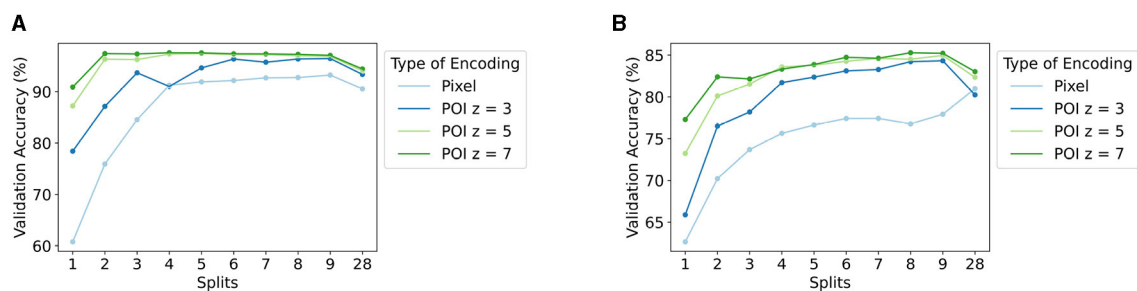 A
Validation Accuracy (%)
90
80
70
60
1 2 3 4 5 6 7 8 9 28
Splits
Type of Encoding
Pixel
POI z = 3
POI z = 5
POI z = 7
B
Validation Accuracy (%)
85
80
75
70
65
1 2 3 4 5 6 7 8 9 28
Splits
Type of Encoding
Pixel
POI z = 3
POI z = 5
POI z = 7